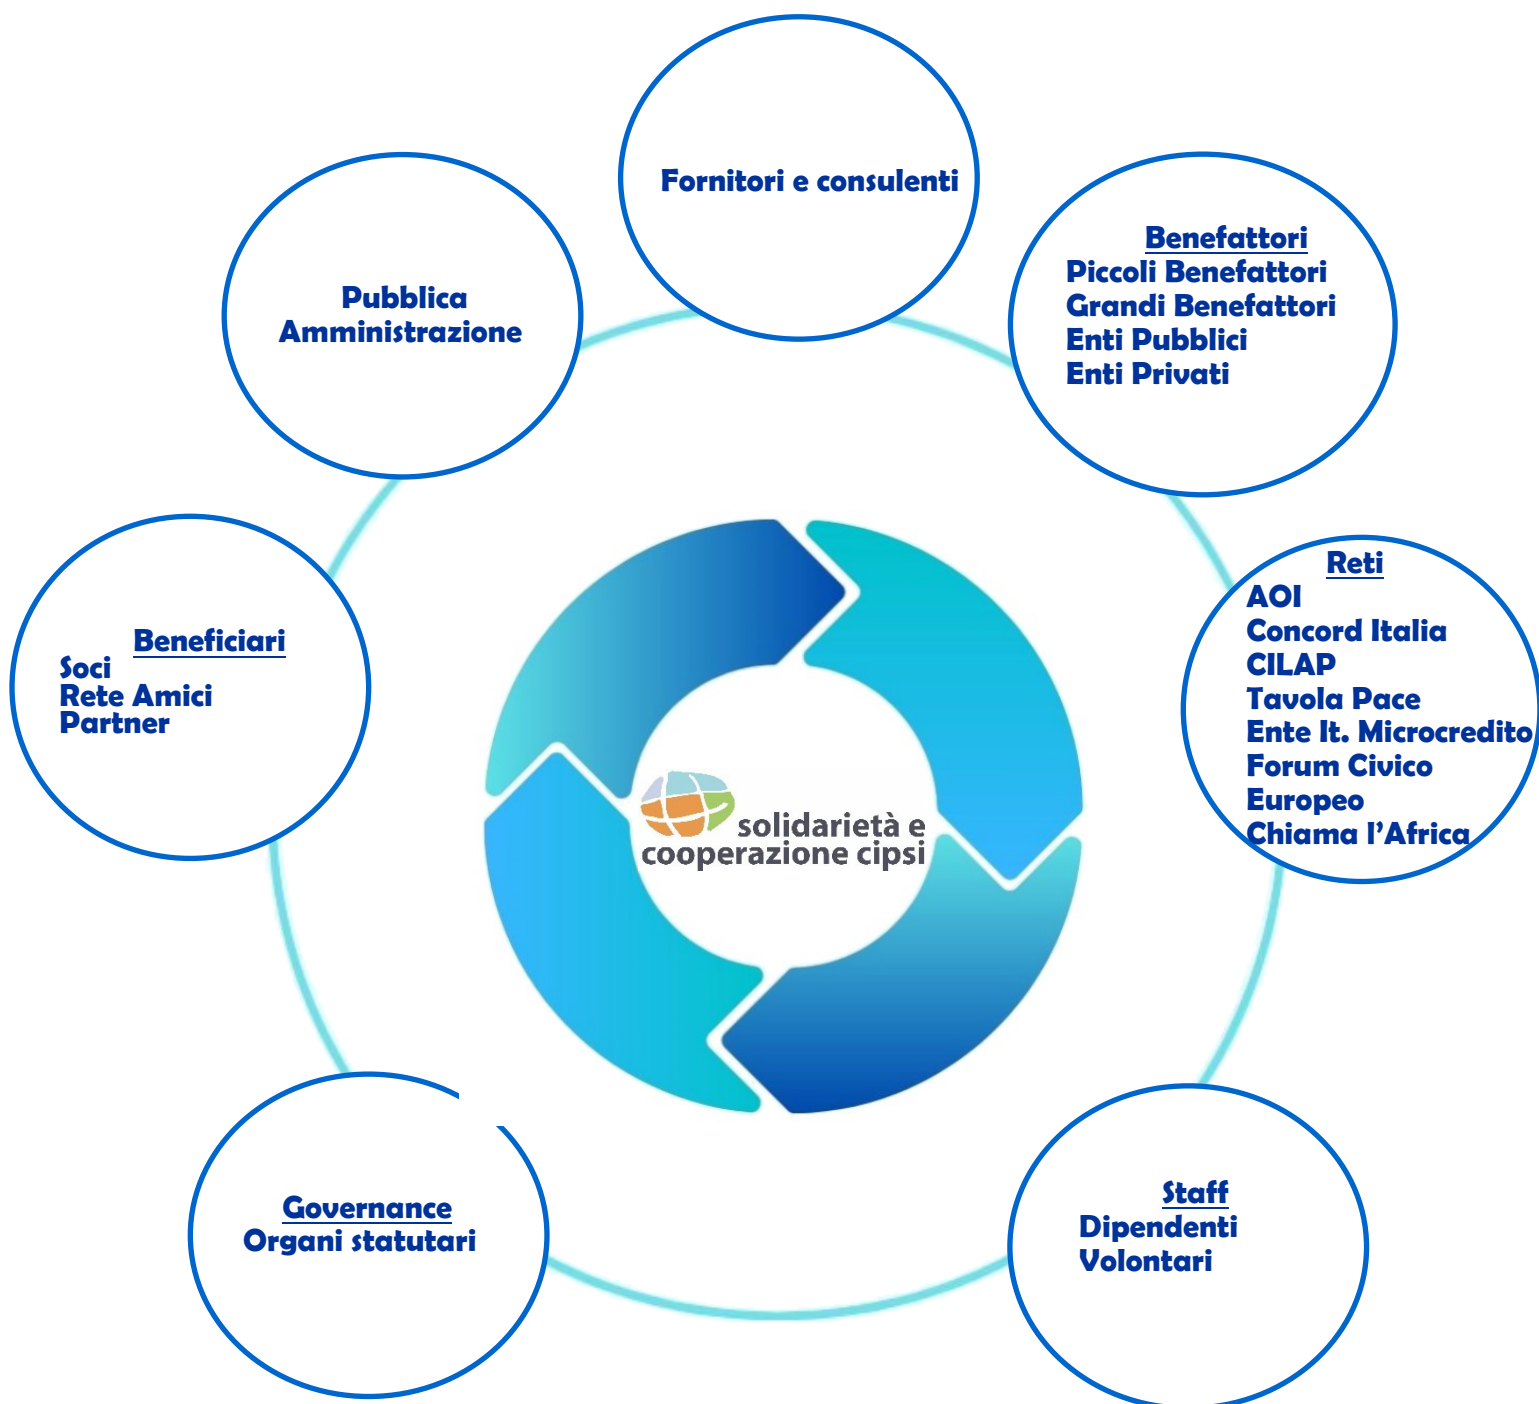 Fornitori e consulenti
Pubblica
Amministrazione
Benefattori
Piccoli Benefattori
Grandi Benefattori
Enti Pubblici
Enti Privati
Reti
AOI
Concord Italia
CILAP
Tavola Pace
Ente It. Microcredito
Forum Civico
Europeo
Chiama l’Africa
Beneficiari
Soci
Rete Amici
Partner
solidarietà e
cooperazione cipsi
Governance
Organi statutari
Staff
Dipendenti
Volontari